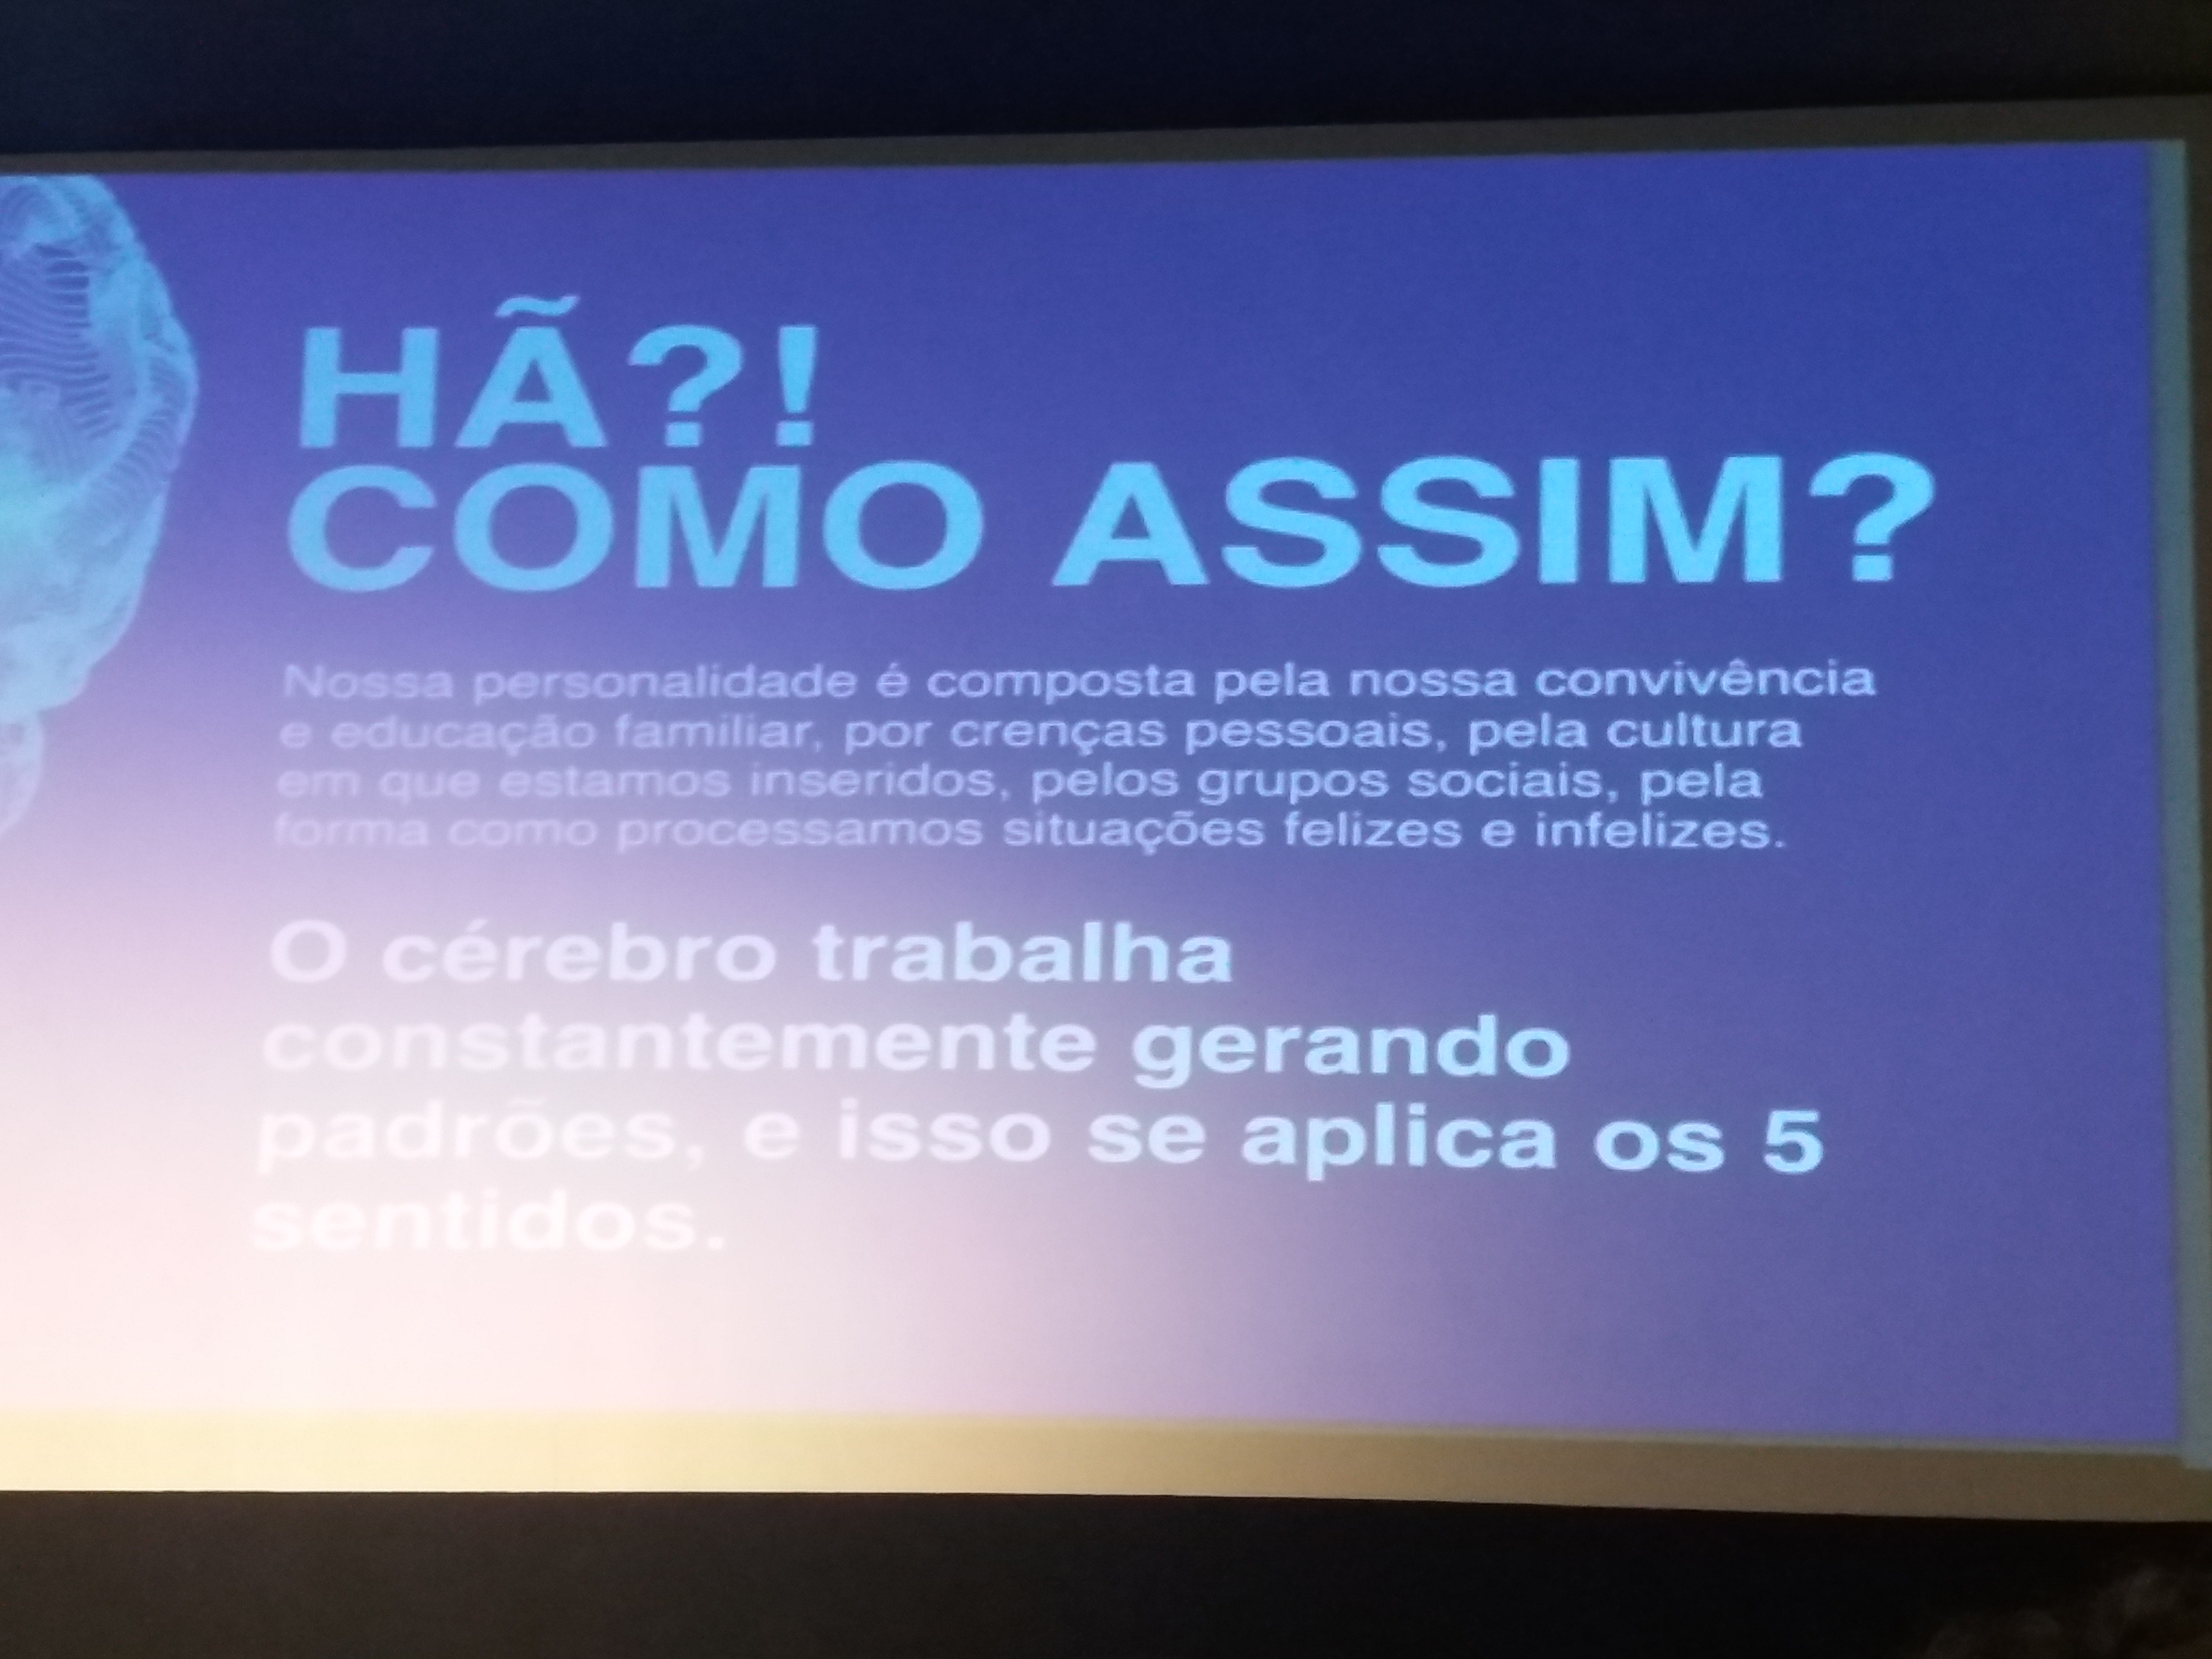 HÃ?!
COMO ASSIM?
Nossa personalidade é composta pela nossa convivência
e educação familiar, por crenças pessoais, pela cultura
em que estamos inseridos, pelos grupos sociais, pela
forma como processamos situações felizes e infelizes.
O cérebro trabalha
constantemente gerando
padrões, e isso se aplica os 5
sentidos.